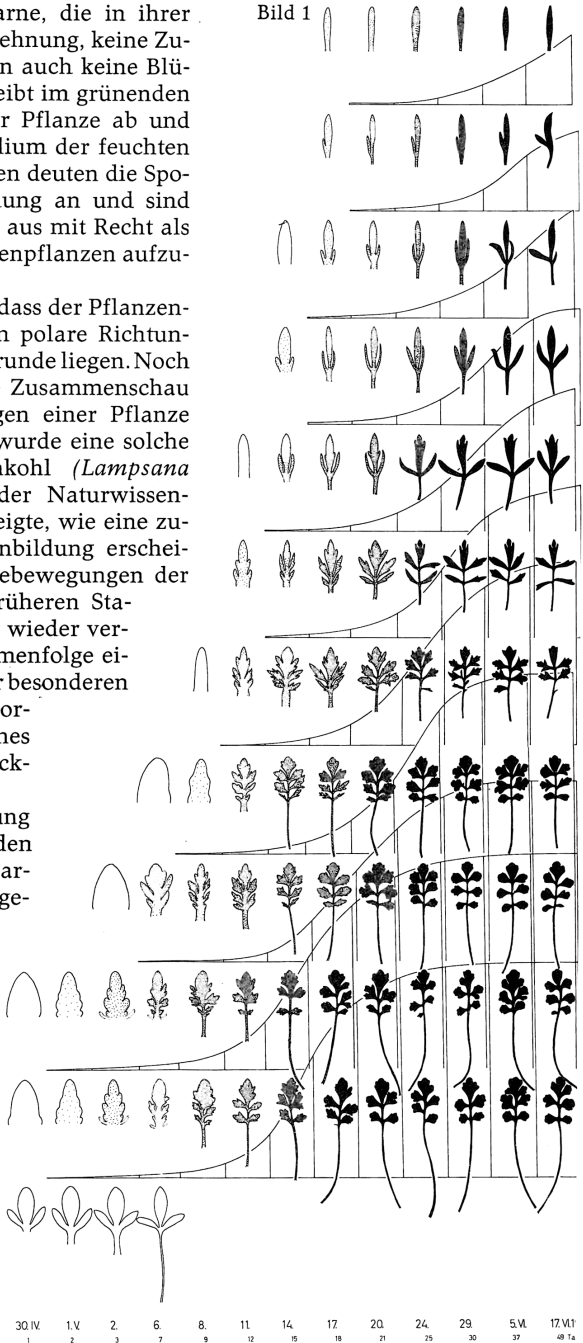 arne, die in ihrer
ehnung, keine Zu-
n auch keine Blü-
eibt im grünenden
r Pflanze ab und
lium der feuchten
en deuten die Spo-
dung an und sind
aus mit Recht als
enpflanzen aufzu-
dass der Pflanzen-
n polare Richtun-
runde liegen. Noch
Zusammenschau
gen einer Pflanze
wurde eine solche
nkohl (Lampsana
der Naturwissen-
eigte, wie eine zu-
nbildung erschei-
ebewegungen der
rüheren Sta-
wieder ver-
menfolge ei-
r besonderen
or-
nes
ck-
ung
den
ar-
ge-
Bild 1
30. IV. 1. V. 2. 6. 8. 11. 14. 17. 20. 24. 29. 5. VI. 17. VI.
1 2 3 7 9 12 15 18 21 25 30 37 49